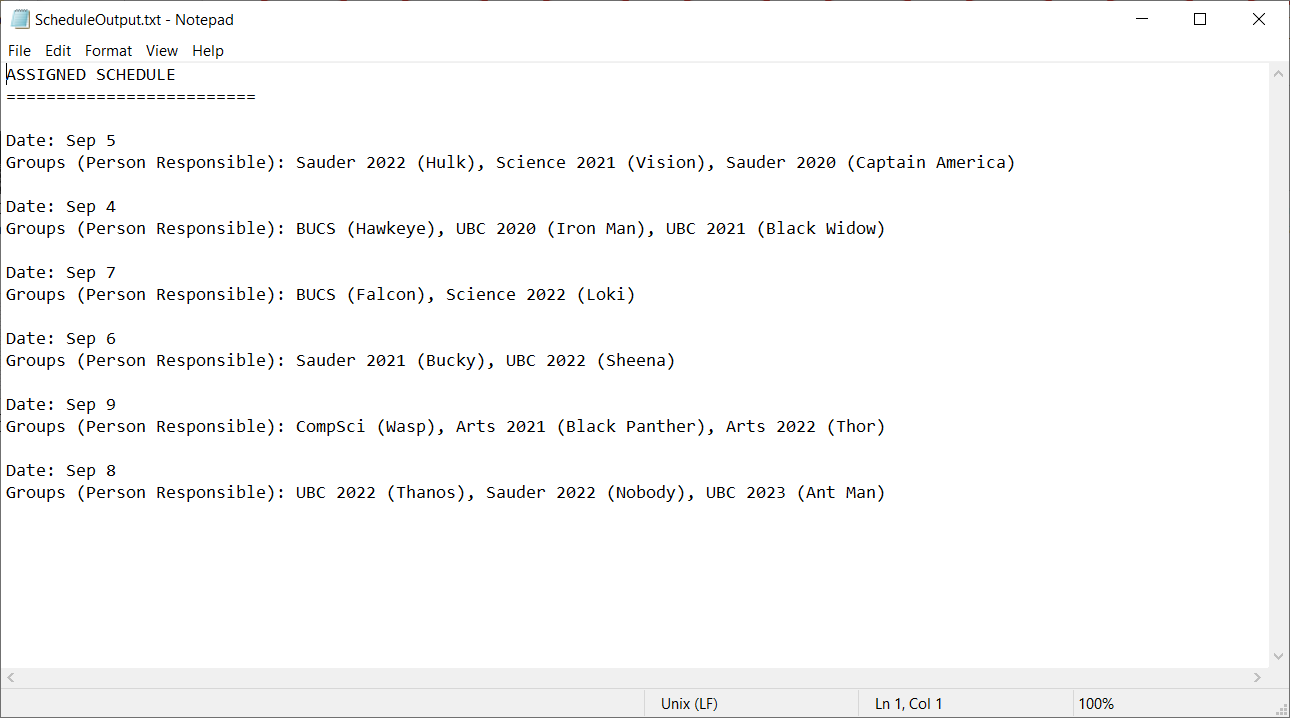 ScheduleOutput.txt - Notepad
File Edit Format View Help
ASSIGNED SCHEDULE
=========================
Date: Sep 5
Groups (Person Responsible): Sauder 2022 (Hulk), Science 2021 (Vision), Sauder 2020 (Captain America)
Date: Sep 4
Groups (Person Responsible): BUCS (Hawkeye), UBC 2020 (Iron Man), UBC 2021 (Black Widow)
Date: Sep 7
Groups (Person Responsible): BUCS (Falcon), Science 2022 (Loki)
Date: Sep 6
Groups (Person Responsible): Sauder 2021 (Bucky), UBC 2022 (Sheena)
Date: Sep 9
Groups (Person Responsible): CompSci (Wasp), Arts 2021 (Black Panther), Arts 2022 (Thor)
Date: Sep 8
Groups (Person Responsible): UBC 2022 (Thanos), Sauder 2022 (Nobody), UBC 2023 (Ant Man)
Unix (LF) Ln 1, Col 1 100%